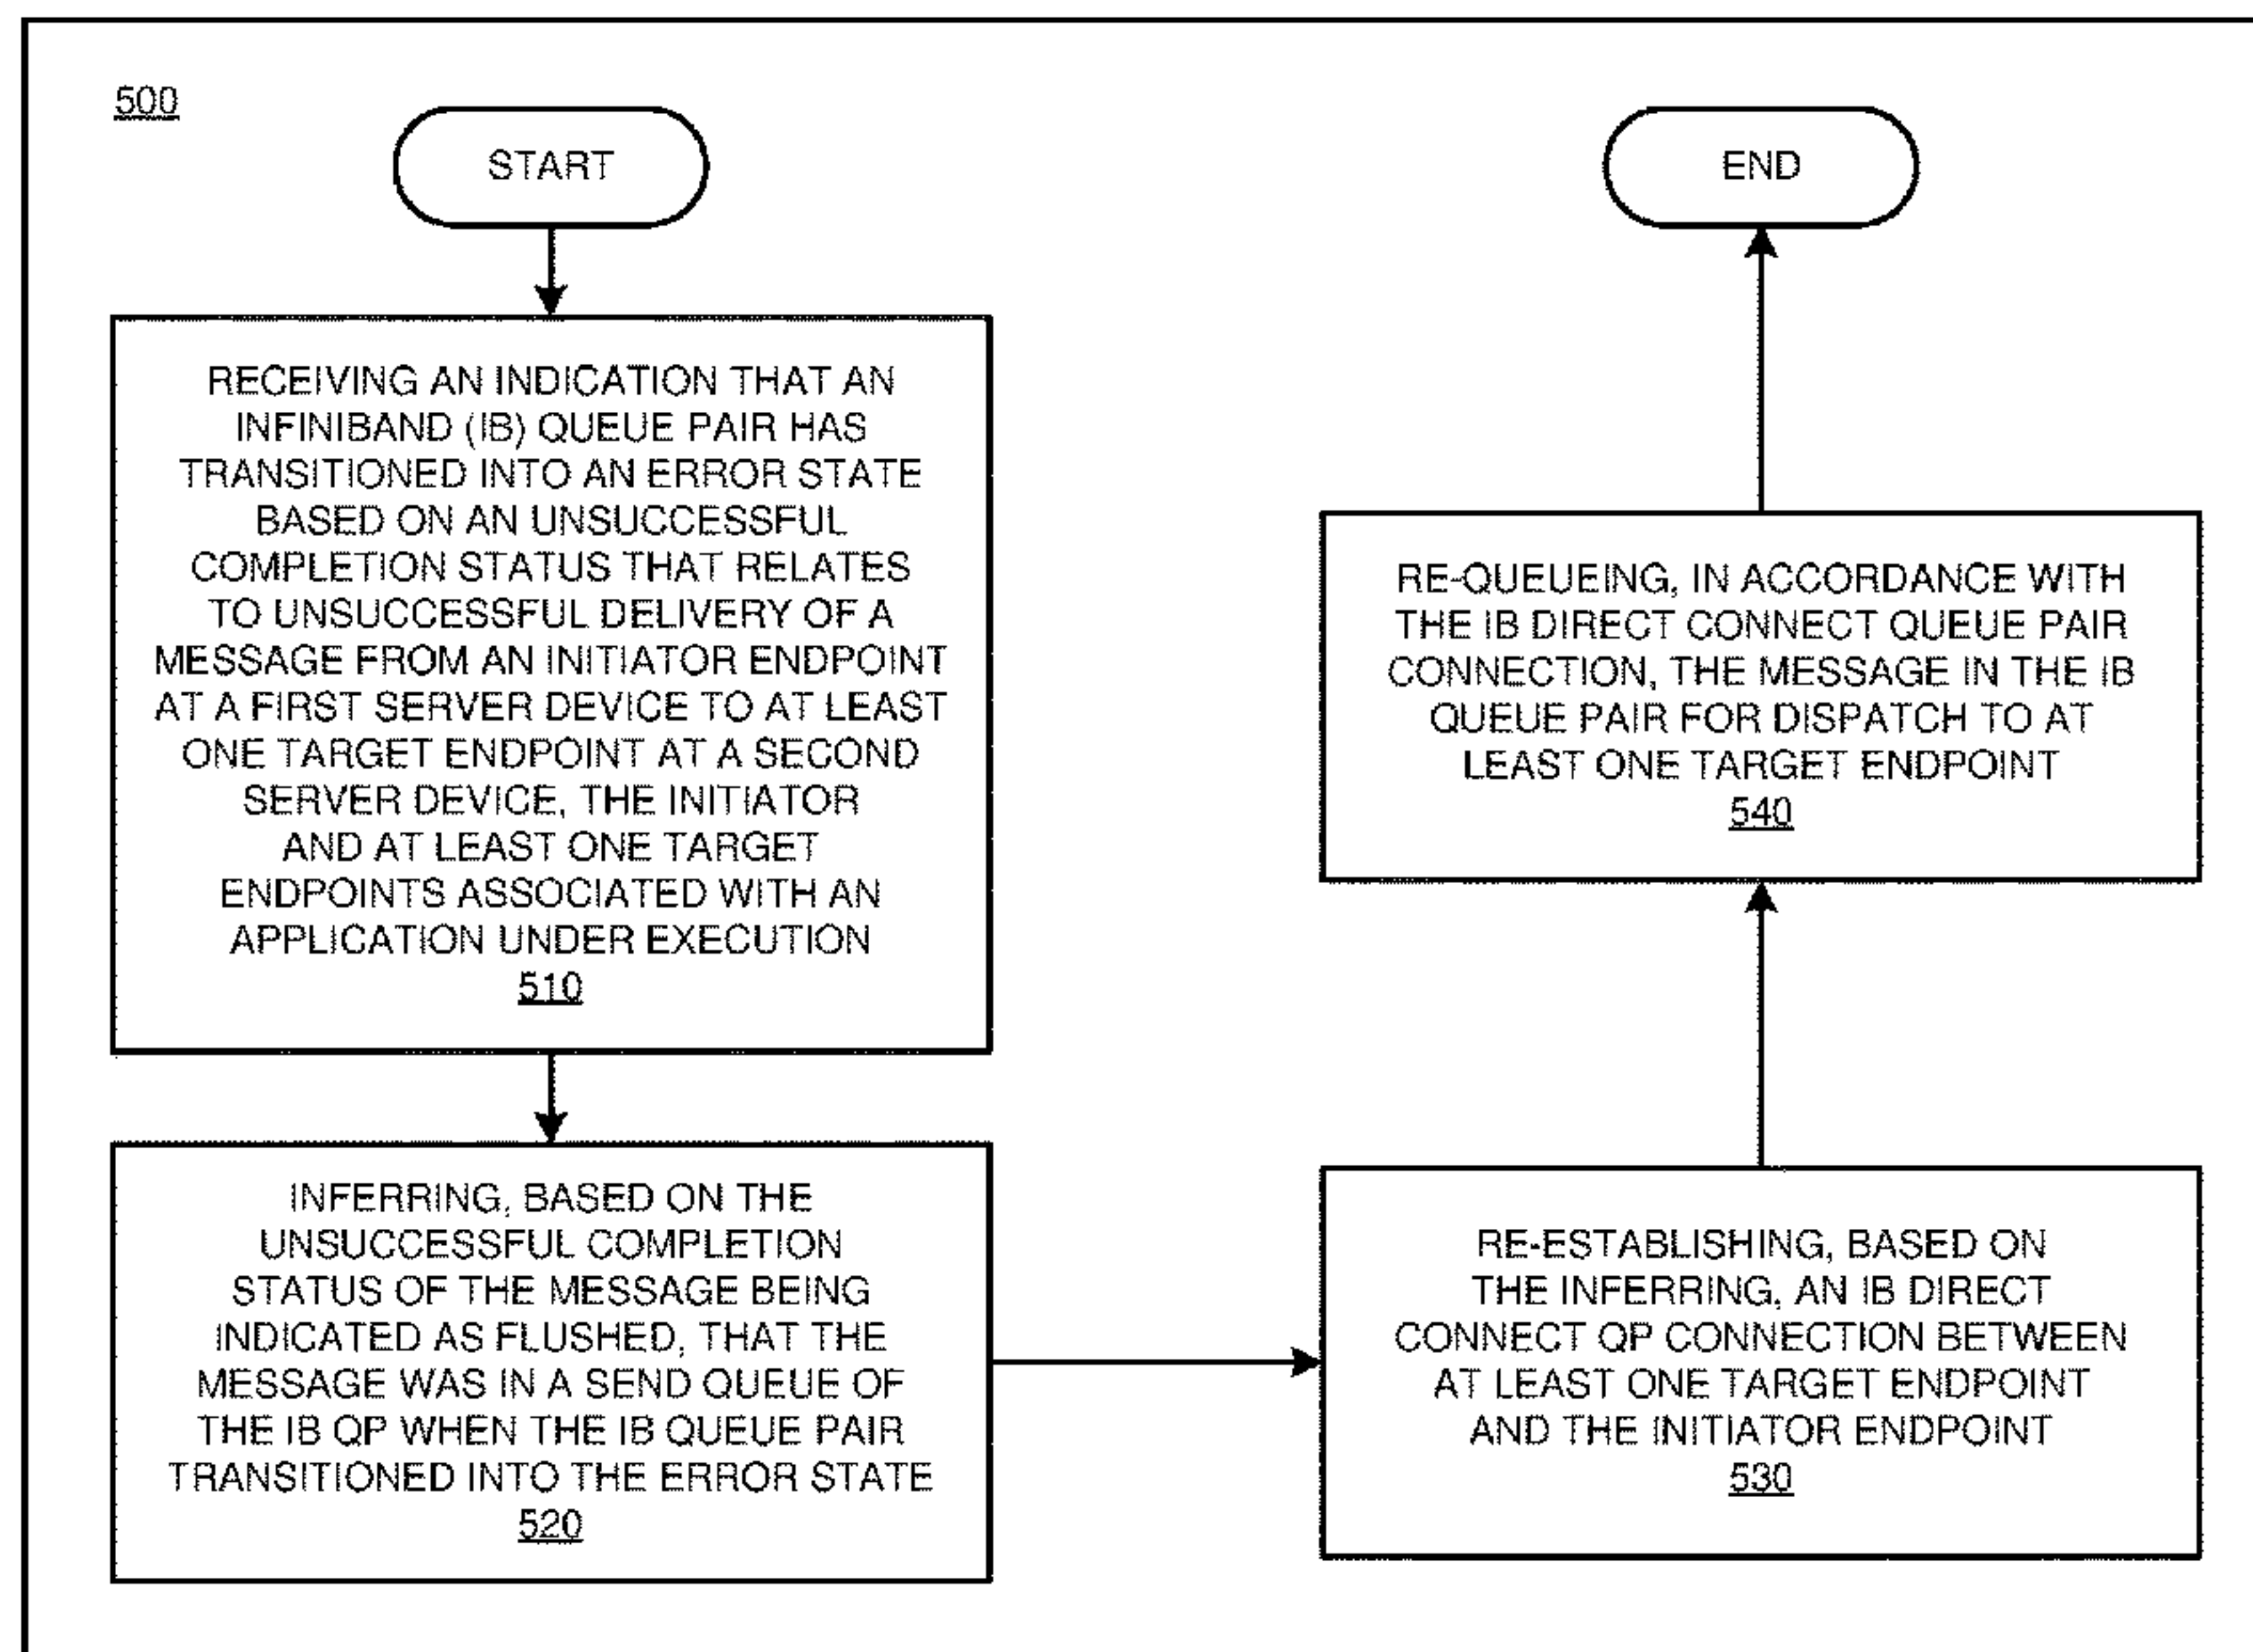 500
START
RECEIVING AN INDICATION THAT AN
INFINIBAND (IB) QUEUE PAIR HAS
TRANSITIONED INTO AN ERROR STATE
BASED ON AN UNSUCCESSFUL
COMPLETION STATUS THAT RELATES
TO UNSUCCESSFUL DELIVERY OF A
MESSAGE FROM AN INITIATOR ENDPOINT
AT A FIRST SERVER DEVICE TO AT LEAST
ONE TARGET ENDPOINT AT A SECOND
SERVER DEVICE, THE INITIATOR
AND AT LEAST ONE TARGET
ENDPOINTS ASSOCIATED WITH AN
APPLICATION UNDER EXECUTION
510
INFERRING, BASED ON THE
UNSUCCESSFUL COMPLETION
STATUS OF THE MESSAGE BEING
INDICATED AS FLUSHED, THAT THE
MESSAGE WAS IN A SEND QUEUE OF
THE IB QP WHEN THE IB QUEUE PAIR
TRANSITIONED INTO THE ERROR STATE
520
RE-ESTABLISHING, BASED ON
THE INFERRING, AN IB DIRECT
CONNECT QP CONNECTION BETWEEN
AT LEAST ONE TARGET ENDPOINT
AND THE INITIATOR ENDPOINT
530
RE-QUEUEING, IN ACCORDANCE WITH
THE IB DIRECT CONNECT QUEUE PAIR
CONNECTION, THE MESSAGE IN THE IB
QUEUE PAIR FOR DISPATCH TO AT
LEAST ONE TARGET ENDPOINT
540
END